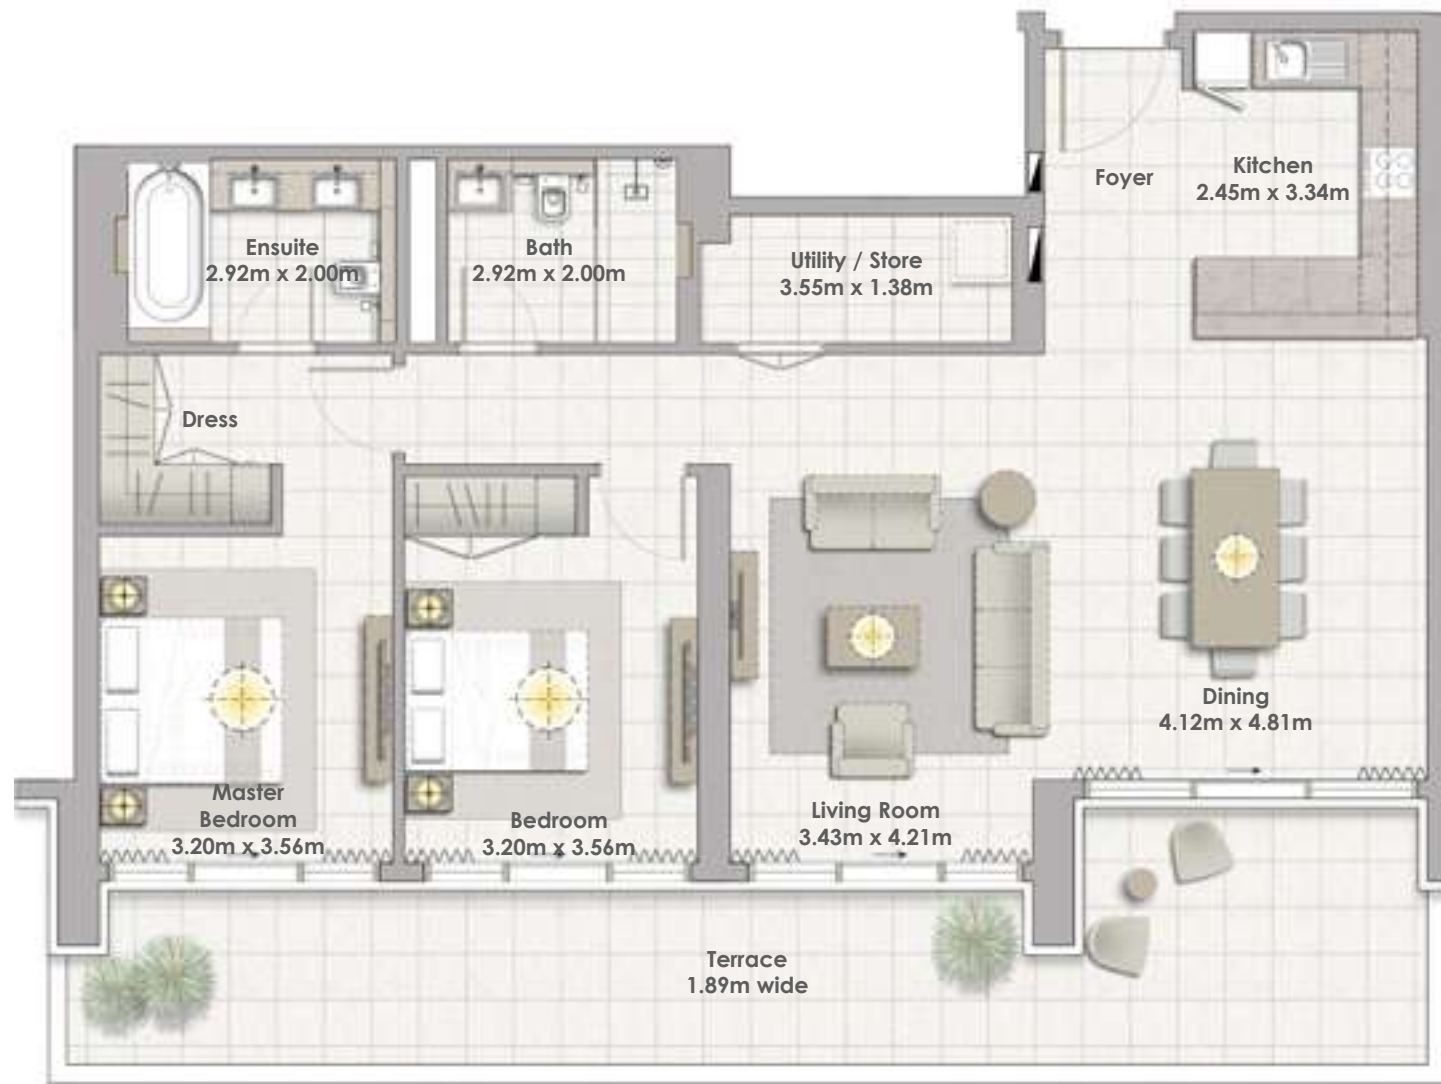 Foyer
Kitchen
2.45m x 3.34m
Ensuite
2.92m x 2.00m
Bath
2.92m x 2.00m
Utility / Store
3.55m x 1.38m
Dress
Dining
4.12m x 4.81m
Master
Bedroom
3.20m x 3.56m
Bedroom
3.20m x 3.56m
Living Room
3.43m x 4.21m
Terrace
1.89m wide